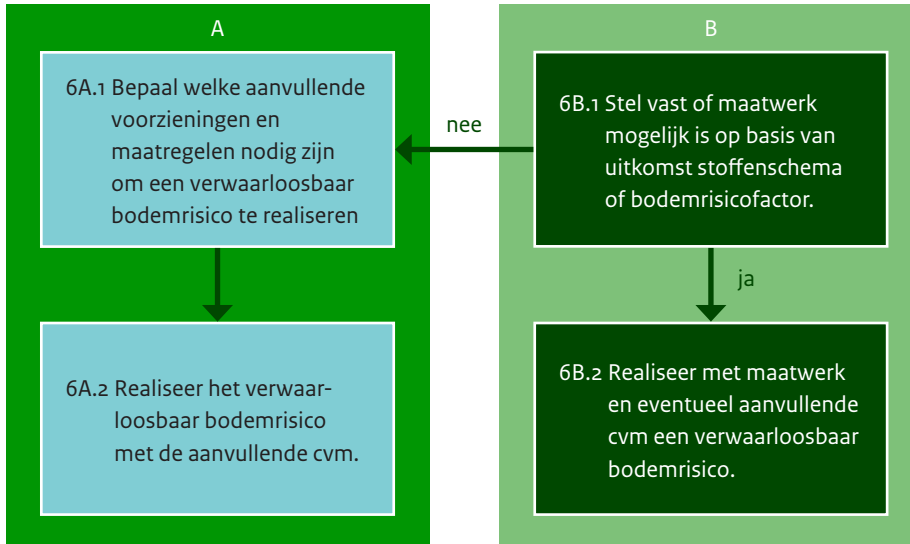 A
6A.1 Bepaal welke aanvullende
voorzieningen en
maatregelen nodig zijn
om een verwaarloosbaar
bodemrisico te realiseren
6A.2 Realiseer het verwaar-
loosbaar bodemrisico
met de aanvullende cvm.
nee
B
6B.1 Stel vast of maatwerk
mogelijk is op basis van
uitkomst stoffenschema
of bodemrisicofactor.
ja
6B.2 Realiseer met maatwerk
en eventueel aanvullende
cvm een verwaarloosbaar
bodemrisico.